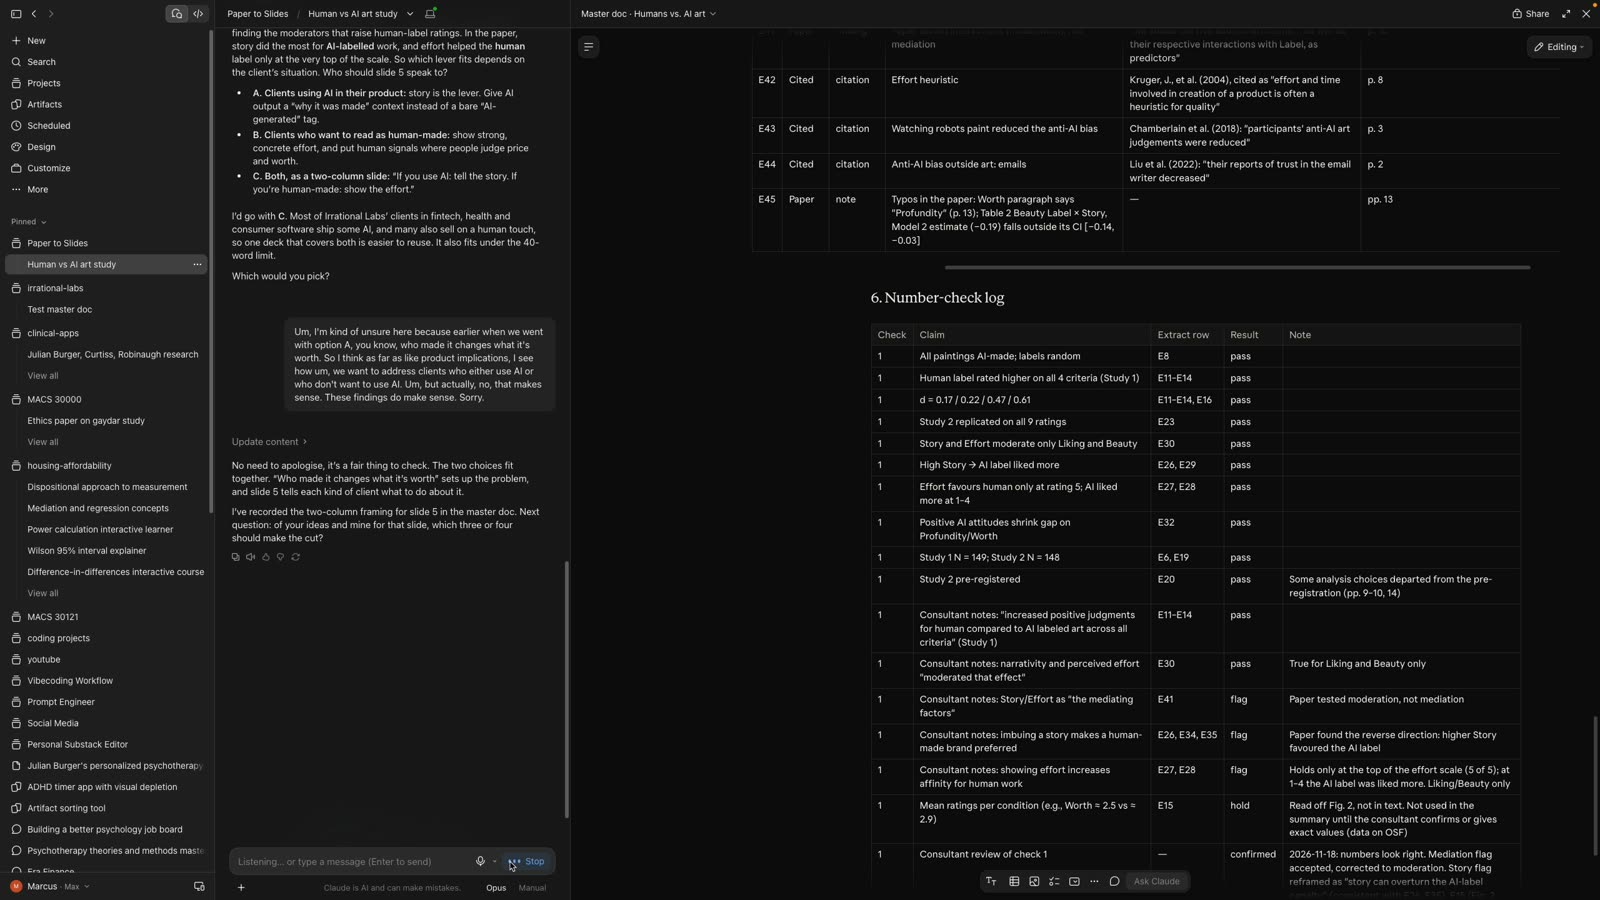 Paper to Slides / Human vs AI art study
Master doc · Humans vs. AI art
Share
Editing
New
Search
Projects
Artifacts
Scheduled
Design
Customize
More
Pinned
Paper to Slides
Human vs AI art study
irrational-labs
Test master doc
clinical-apps
Julian Burger, Curtiss, Robinaugh research
View all
MACS 30000
Ethics paper on gaydar study
View all
housing-affordability
Dispositional approach to measurement
Mediation and regression concepts
Power calculation interactive learner
Wilson 95% interval explainer
Difference-in-differences interactive course
View all
MACS 30121
coding projects
youtube
Vibecoding Workflow
Prompt Engineer
Social Media
Personal Substack Editor
Julian Burger's personalized psychotherapy
ADHD timer app with visual depletion
Artifact sorting tool
Building a better psychology job board
Psychology theories and methods maste
Era Finance
M Marcus · Max
finding the moderators that raise human-label ratings. In the paper,
story did the most for AI-labelled work, and effort helped the human
label only at the very top of the scale. So which lever fits depends on
the client's situation. Who should slide 5 speak to?
• A. Clients using AI in their product: story is the lever. Give AI
output a "why it was made" context instead of a bare "AI-
generated" tag.
• B. Clients who want to read as human-made: show strong,
concrete effort, and put human signals where people judge price
and worth.
• C. Both, as a two-column slide: "If you use AI: tell the story. If
you're human-made: show the effort."
I'd go with C. Most of Irrational Labs' clients in fintech, health and
consumer software ship some AI, and many also sell on a human touch,
so one deck that covers both is easier to reuse. It also fits under the 40-
word limit.
Which would you pick?
Um, I'm kind of unsure here because earlier when we went
with option A, you know, who made it changes what it's
worth. So I think as far as like product implications, I see
how um, we want to address clients who either use AI or
who don't want to use AI. Um, but actually, no, that makes
sense. These findings do make sense. Sorry.
Update content
No need to apologise, it's a fair thing to check. The two choices fit
together. "Who made it changes what it's worth" sets up the problem,
and slide 5 tells each kind of client what to do about it.
I've recorded the two-column framing for slide 5 in the master doc. Next
question: of your ideas and mine for that slide, which three or four
should make the cut?
Listening... or type a message (Enter to send)
Stop
Claude is AI and can make mistakes.
Opus
Manual
mediation
their respective interactions with Label, as
predictors"
E42 Cited citation Effort heuristic Kruger, J., et al. (2004), cited as "effort and time p. 8
involved in creation of a product is often a
heuristic for quality"
E43 Cited citation Watching robots paint reduced the anti-AI bias Chamberlain et al. (2018): "participants' anti-AI art p. 3
judgements were reduced"
E44 Cited citation Anti-AI bias outside art: emails Liu et al. (2022): "their reports of trust in the email p. 2
writer decreased"
E45 Paper note Typos in the paper: Worth paragraph says — pp. 13
"Profundity" (p. 13); Table 2 Beauty Label × Story,
Model 2 estimate (−0.19) falls outside its CI [−0.14,
−0.03]
6. Number-check log
Check Claim Extract row Result Note
1 All paintings AI-made; labels random E8 pass
1 Human label rated higher on all 4 criteria (Study 1) E11–E14 pass
1 d = 0.17 / 0.22 / 0.47 / 0.61 E11–E14, E16 pass
1 Study 2 replicated on all 9 ratings E23 pass
1 Story and Effort moderate only Liking and Beauty E30 pass
1 High Story → AI label liked more E26, E29 pass
1 Effort favours human only at rating 5; AI liked E27, E28 pass
more at 1–4
1 Positive AI attitudes shrink gap on E32 pass
Profundity/Worth
1 Study 1 N = 149; Study 2 N = 148 E6, E19 pass
1 Study 2 pre-registered E20 pass Some analysis choices departed from the pre-
registration (pp. 9–10, 14)
1 Consultant notes: "increased positive judgments E11–E14 pass
for human compared to AI labeled art across all
criteria" (Study 1)
1 Consultant notes: narrativity and perceived effort E30 pass True for Liking and Beauty only
"moderated that effect"
1 Consultant notes: Story/Effort as "the mediating E41 flag Paper tested moderation, not mediation
factors"
1 Consultant notes: imbuing a story makes a human- E26, E34, E35 flag Paper found the reverse direction: higher Story
made brand preferred favoured the AI label
1 Consultant notes: showing effort increases E27, E28 flag Holds only at the top of the effort scale (5 of 5); at
affinity for human work 1–4 the AI label was liked more. Liking/Beauty only
1 Mean ratings per condition (e.g., Worth ≈ 2.5 vs ≈ E15 hold Read off Fig. 2, not in text. Not used in the
2.9) summary until the consultant confirms or gives
exact values (data on OSF)
1 Consultant review of check 1 — confirmed 2026-11-18: numbers look right. Mediation flag
accepted, corrected to moderation. Story flag
reframed as "story can overturn the AI-label
Ask Claude